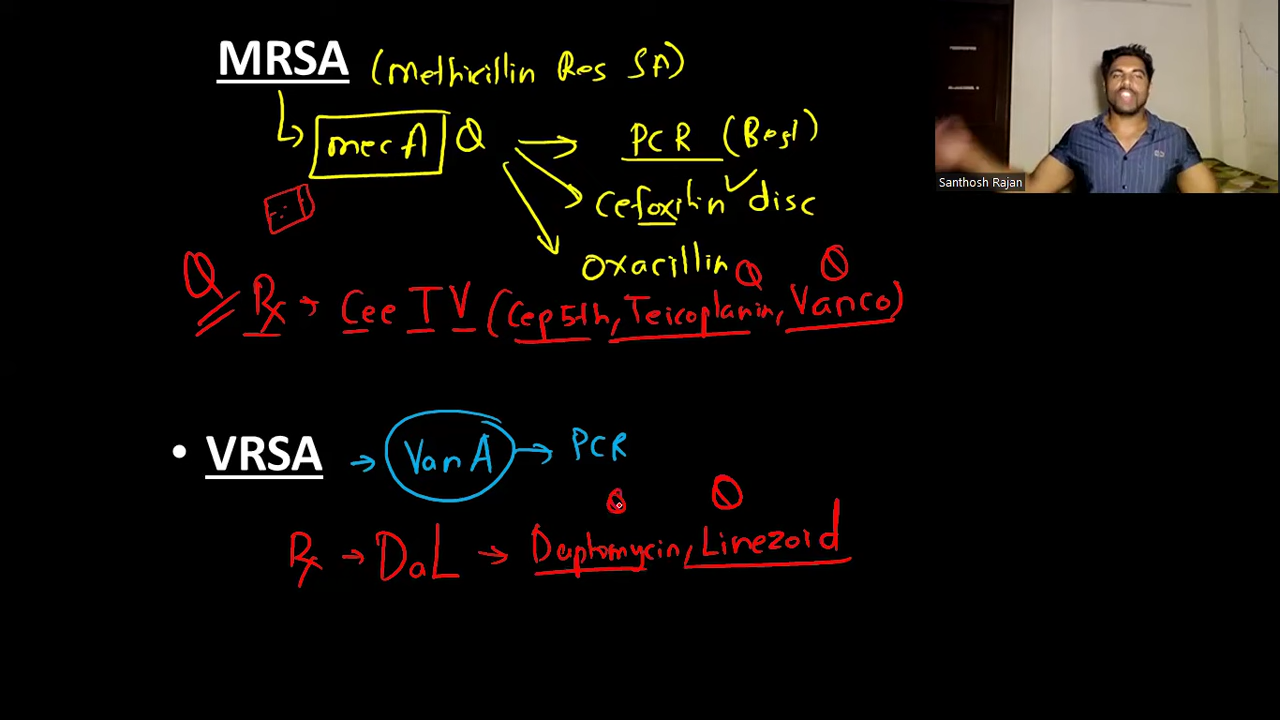 MRSA (Methicillin Res SA)
mecA Q → PCR (Best)
cefoxitin ✓ disc
oxacillin
Santhosh Rajan
Q Q
Q Rx → Cee TV (Cep 5th, Teicoplanin, Vanco)
• VRSA → VanA → PCR
Q Q
Rx → DaL → Daptomycin, Linezoid